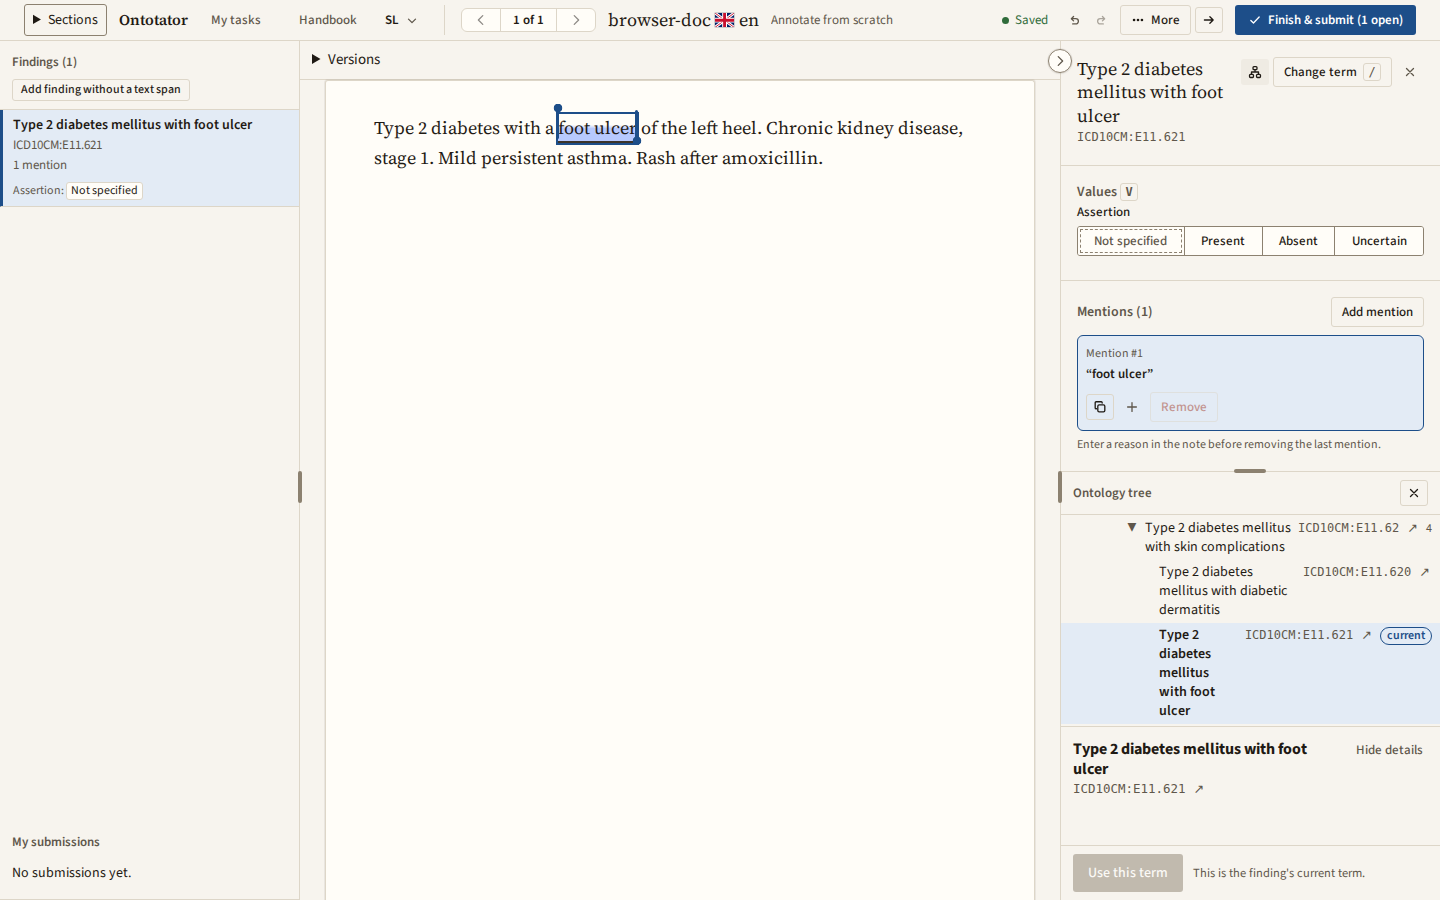 Sections
Ontotator
My tasks
Handbook
SL
1 of 1
browser-doc 🇬🇧 en
Annotate from scratch
Saved
More
Finish & submit (1 open)
Findings (1)
Add finding without a text span
Type 2 diabetes mellitus with foot ulcer
ICD10CM:E11.621
1 mention
Assertion: Not specified
My submissions
No submissions yet.
Versions
Type 2 diabetes with a foot ulcer of the left heel. Chronic kidney disease,
stage 1. Mild persistent asthma. Rash after amoxicillin.
Type 2 diabetes
mellitus with foot
ulcer
ICD10CM:E11.621
Change term /
Values V
Assertion
Not specified
Present
Absent
Uncertain
Mentions (1)
Add mention
Mention #1
“foot ulcer”
Remove
Enter a reason in the note before removing the last mention.
Ontology tree
Type 2 diabetes mellitus ICD10CM:E11.62 ↗ 4
with skin complications
Type 2 diabetes ICD10CM:E11.620 ↗
mellitus with diabetic
dermatitis
Type 2 ICD10CM:E11.621 ↗ current
diabetes
mellitus
with foot
ulcer
Type 2 diabetes mellitus with foot
ulcer
Hide details
ICD10CM:E11.621 ↗
Use this term
This is the finding's current term.